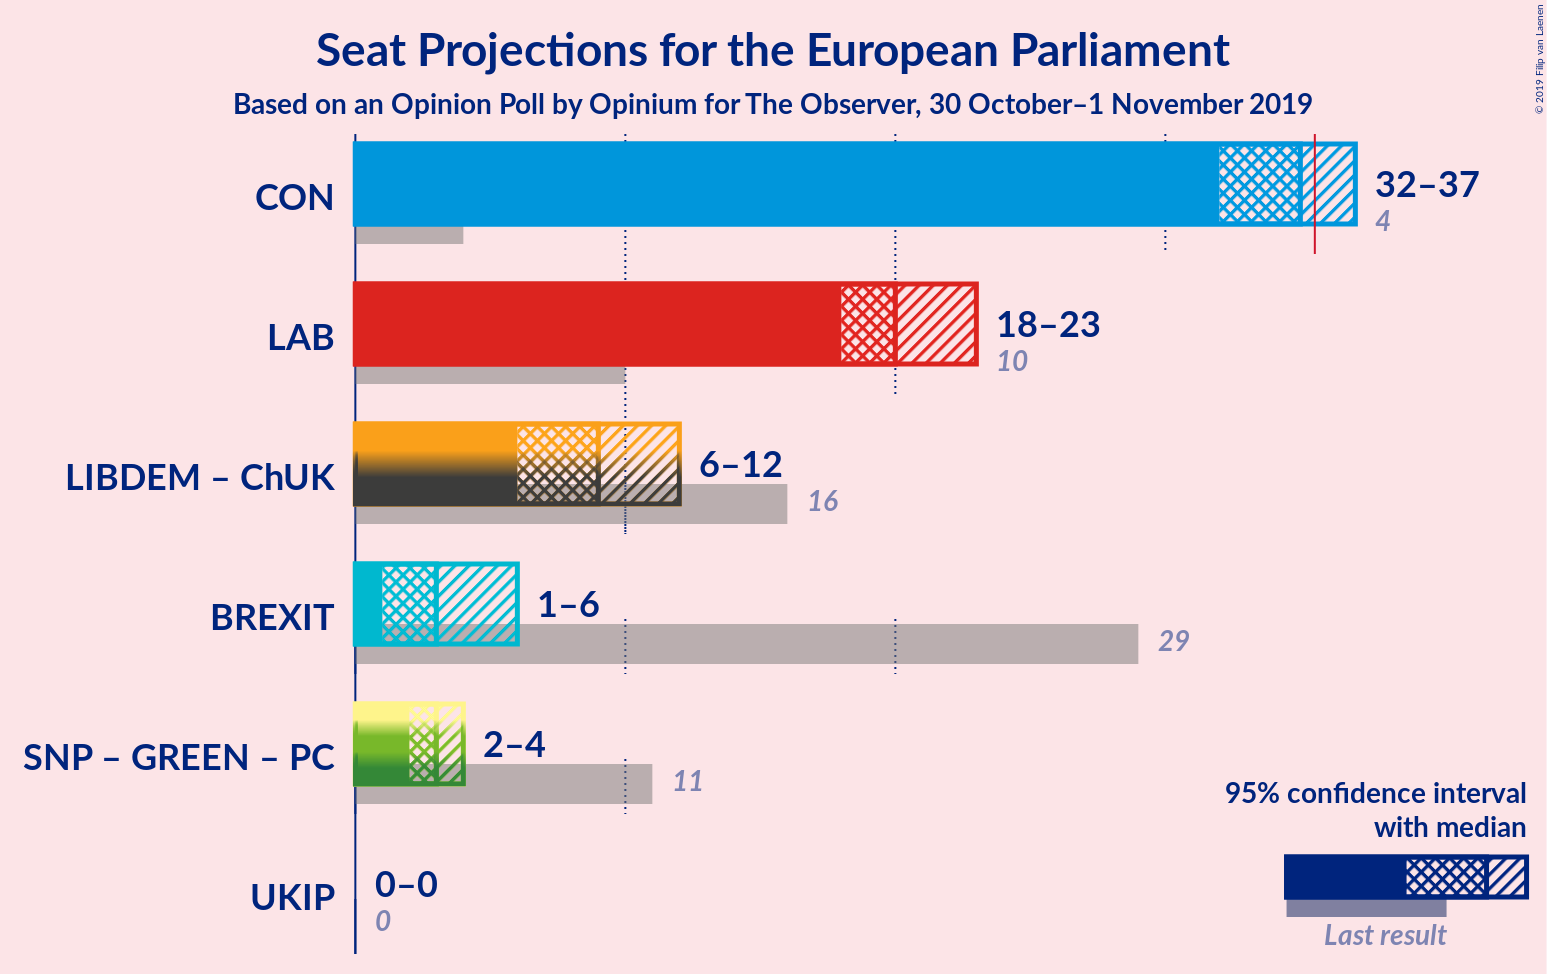 Seat Projections for the European Parliament
Based on an Opinion Poll by Opinium for The Observer, 30 October–1 November 2019
© 2019 Filip van Laenen
CON
32–37
4
LAB
18–23
10
LIBDEM – ChUK
6–12
16
BREXIT
1–6
29
SNP – GREEN – PC
2–4
11
UKIP
0–0
0
95% confidence interval
with median
Last result